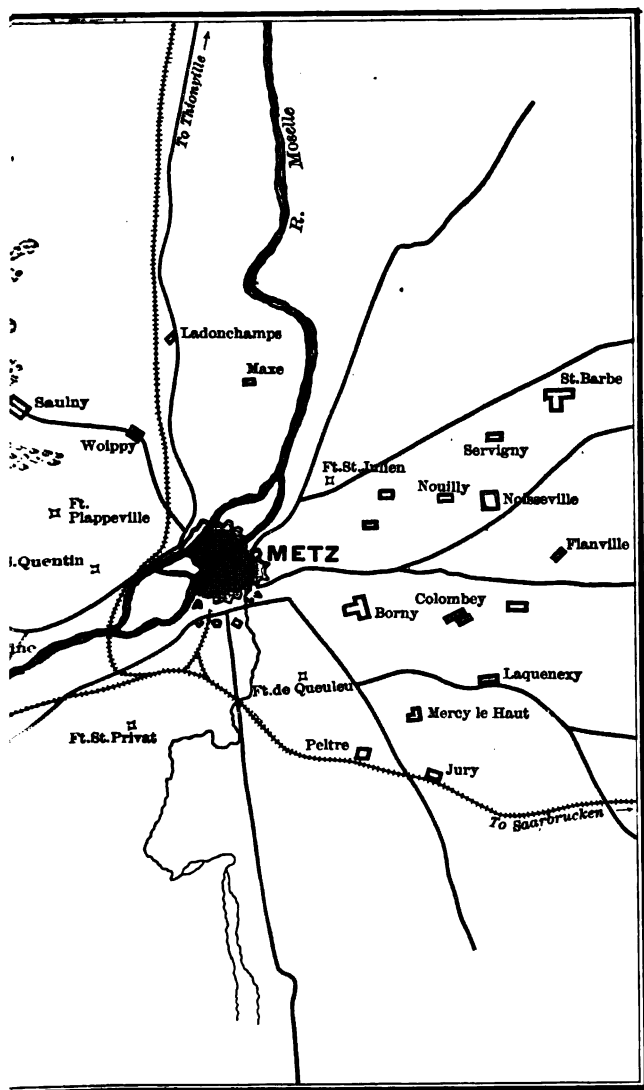 To Thionville
R. Moselle
Ladonchamps
Maxe
St. Barbe
Saulny
Woippy
Servigny
Ft. St. Julien
Nouilly
Noisseville
Ft.
Plappeville
METZ
Flanville
S. Quentin
Colombey
Borny
Laquenexy
Ft. de Queuleu
Mercy le Haut
Ft. St. Privat
Peltre
Jury
To Saarbrucken